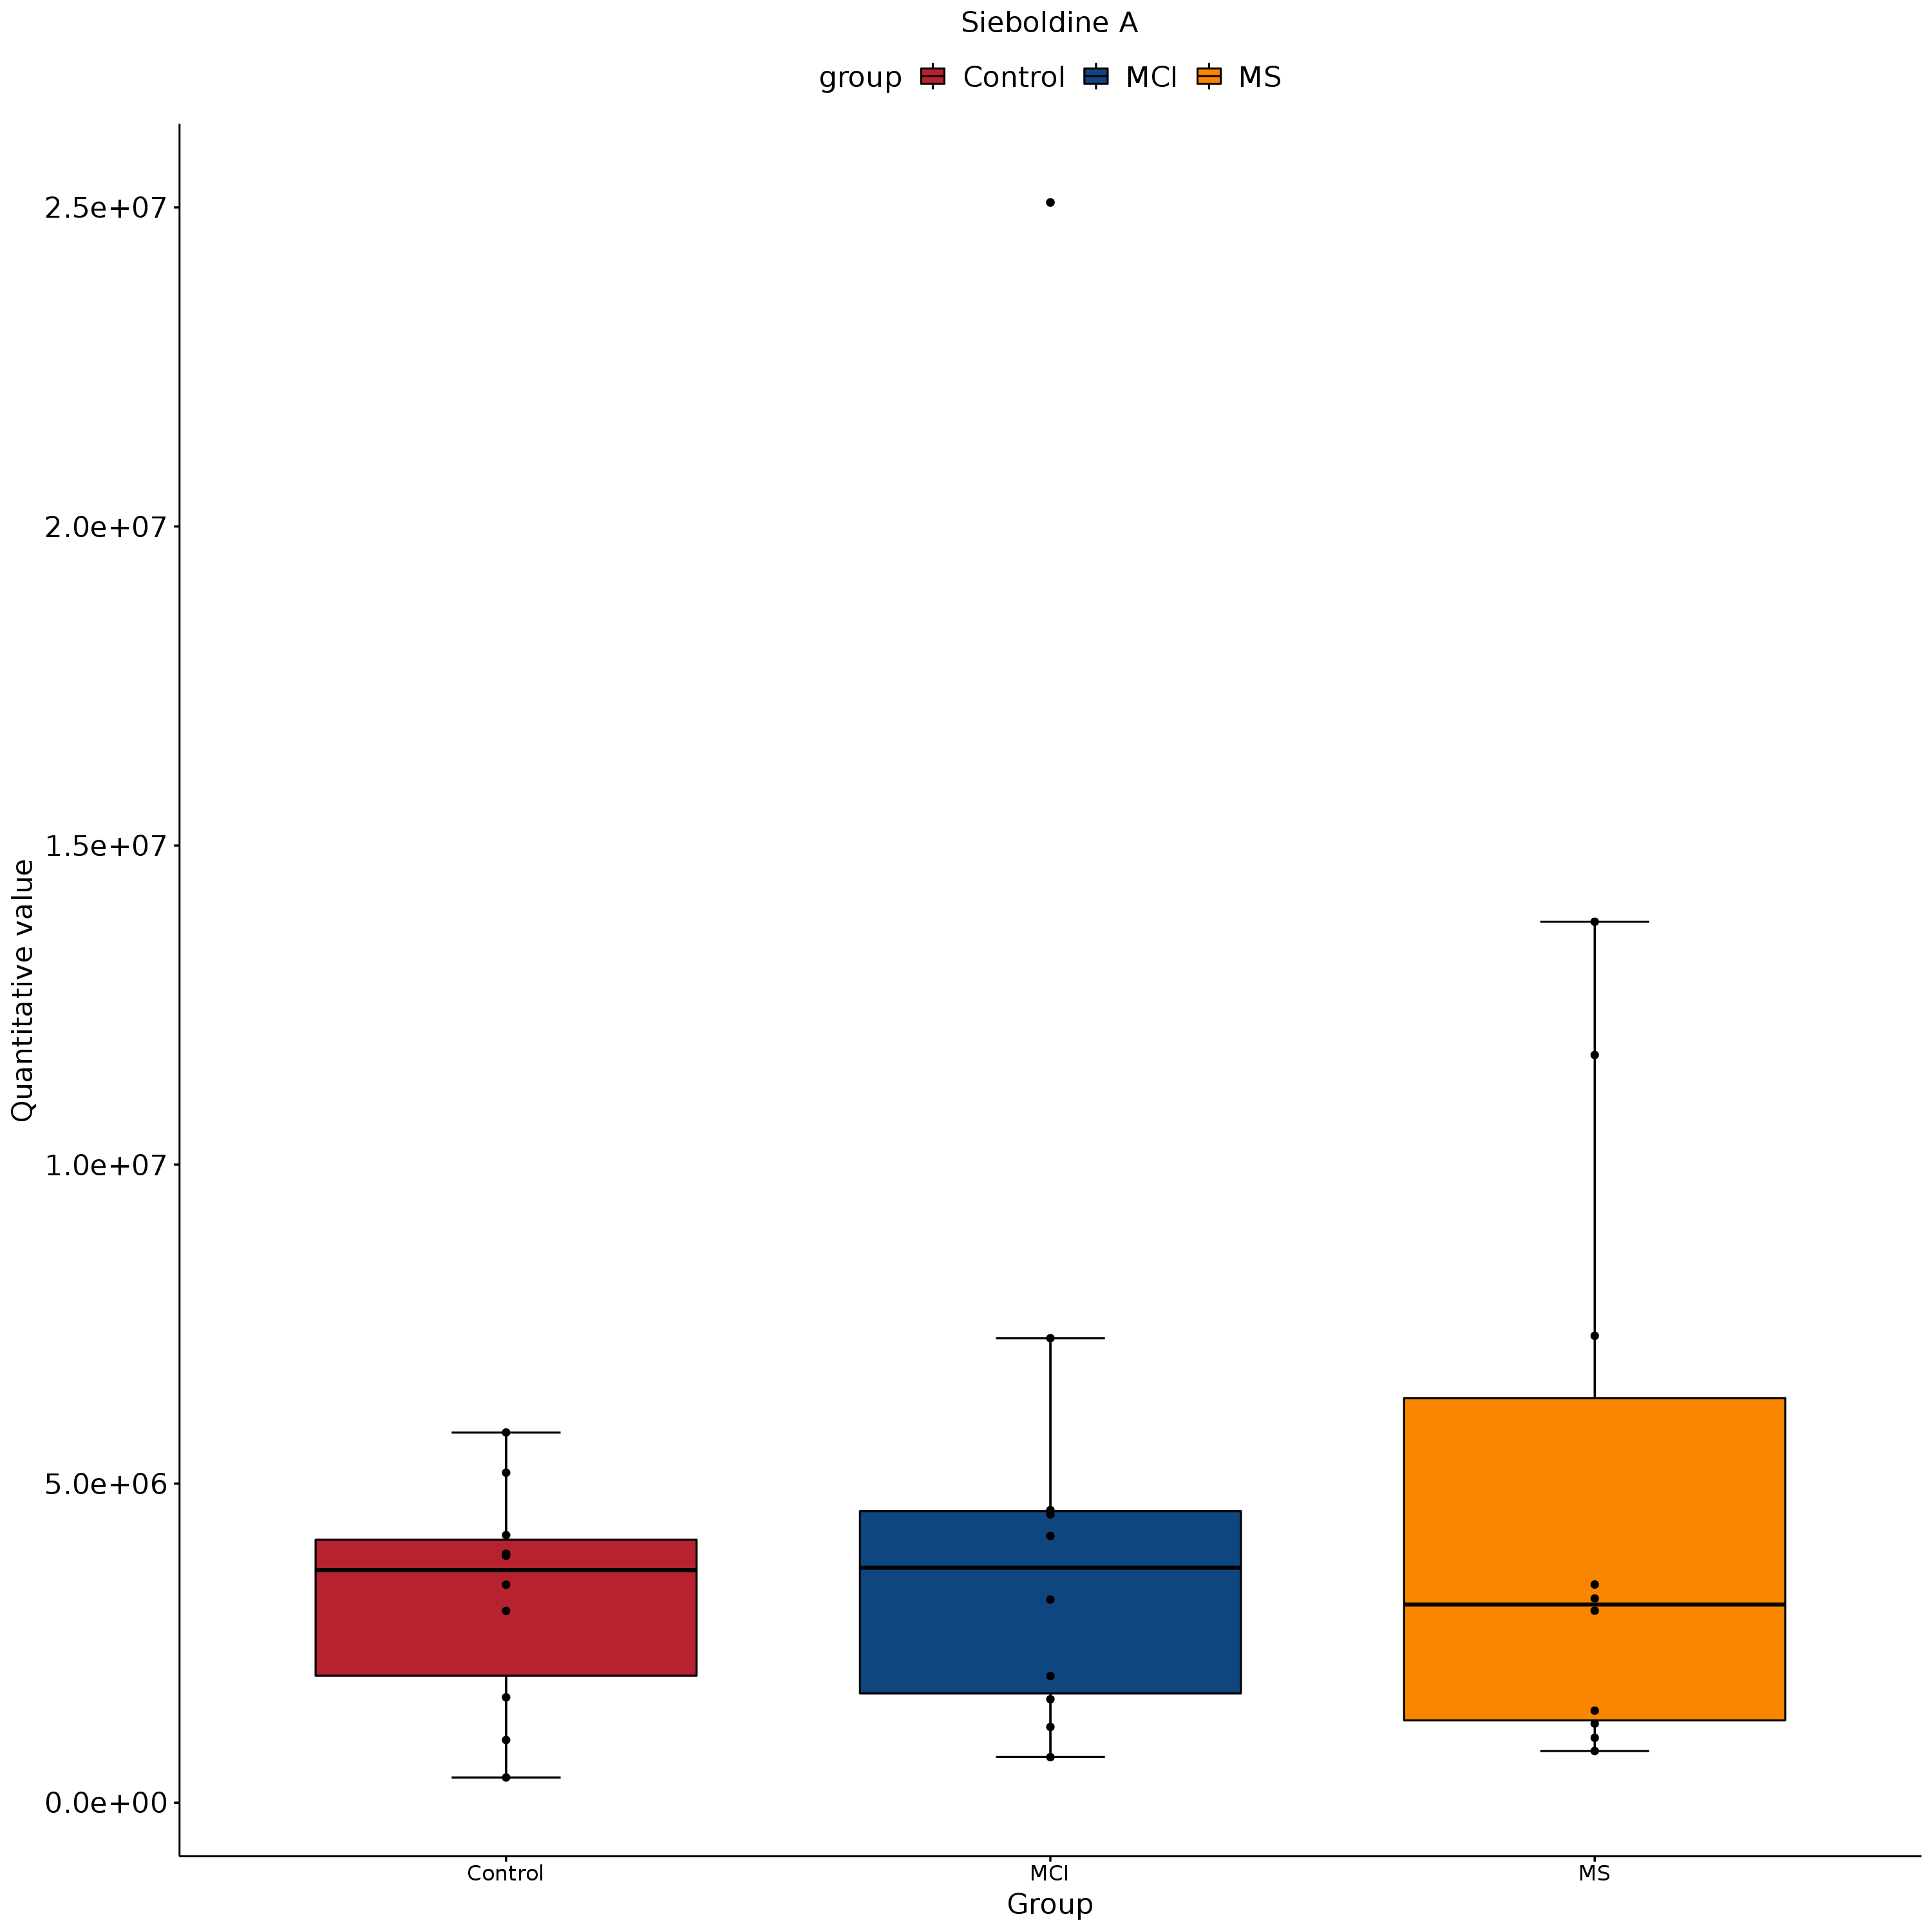 Sieboldine A
group Control MCI MS
2.5e+07
2.0e+07
1.5e+07
1.0e+07
5.0e+06
0.0e+00
Quantitative value
Control MCI MS
Group